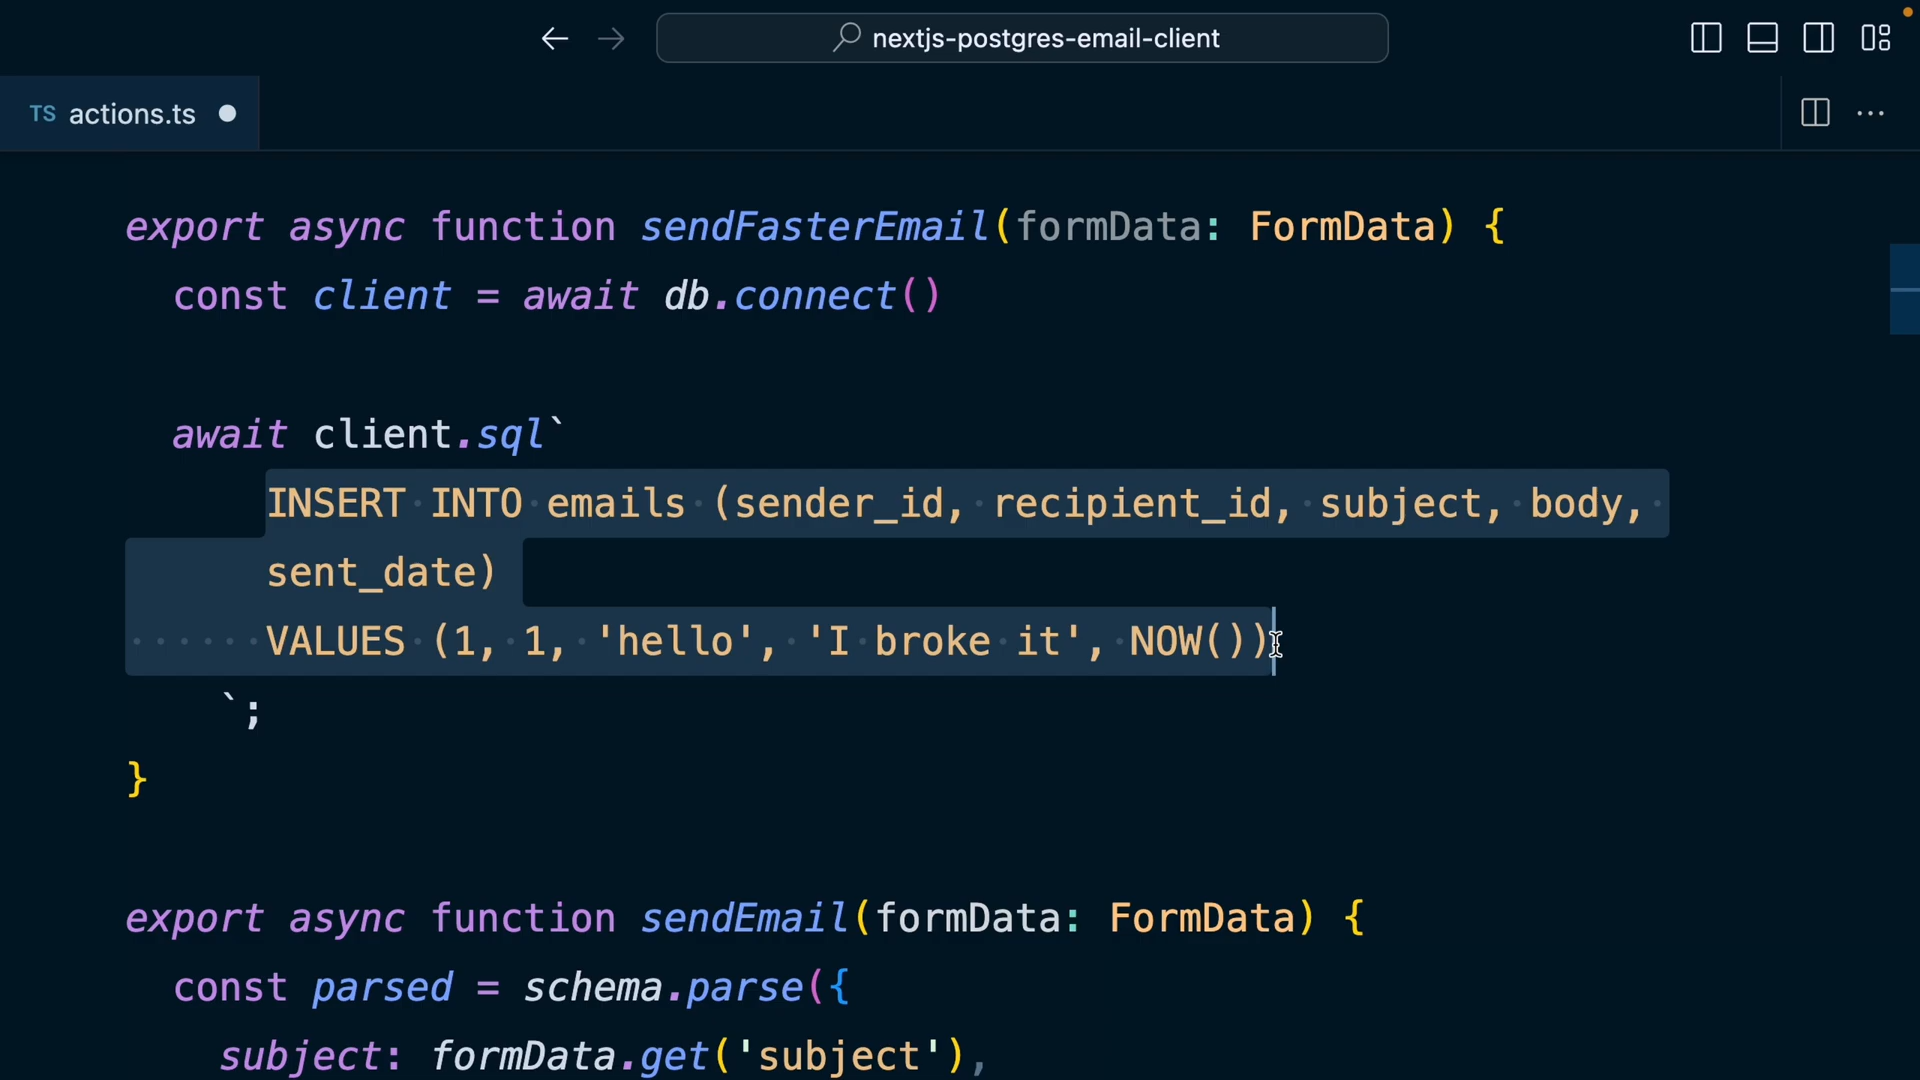 nextjs-postgres-email-client
TS actions.ts
export async function sendFasterEmail(formData: FormData) {
const client = await db.connect()
await client.sql`
INSERT INTO emails (sender_id, recipient_id, subject, body,
sent_date)
VALUES (1, 1, 'hello', 'I broke it', NOW())
`;
}
export async function sendEmail(formData: FormData) {
const parsed = schema.parse({
subject: formData.get('subject'),